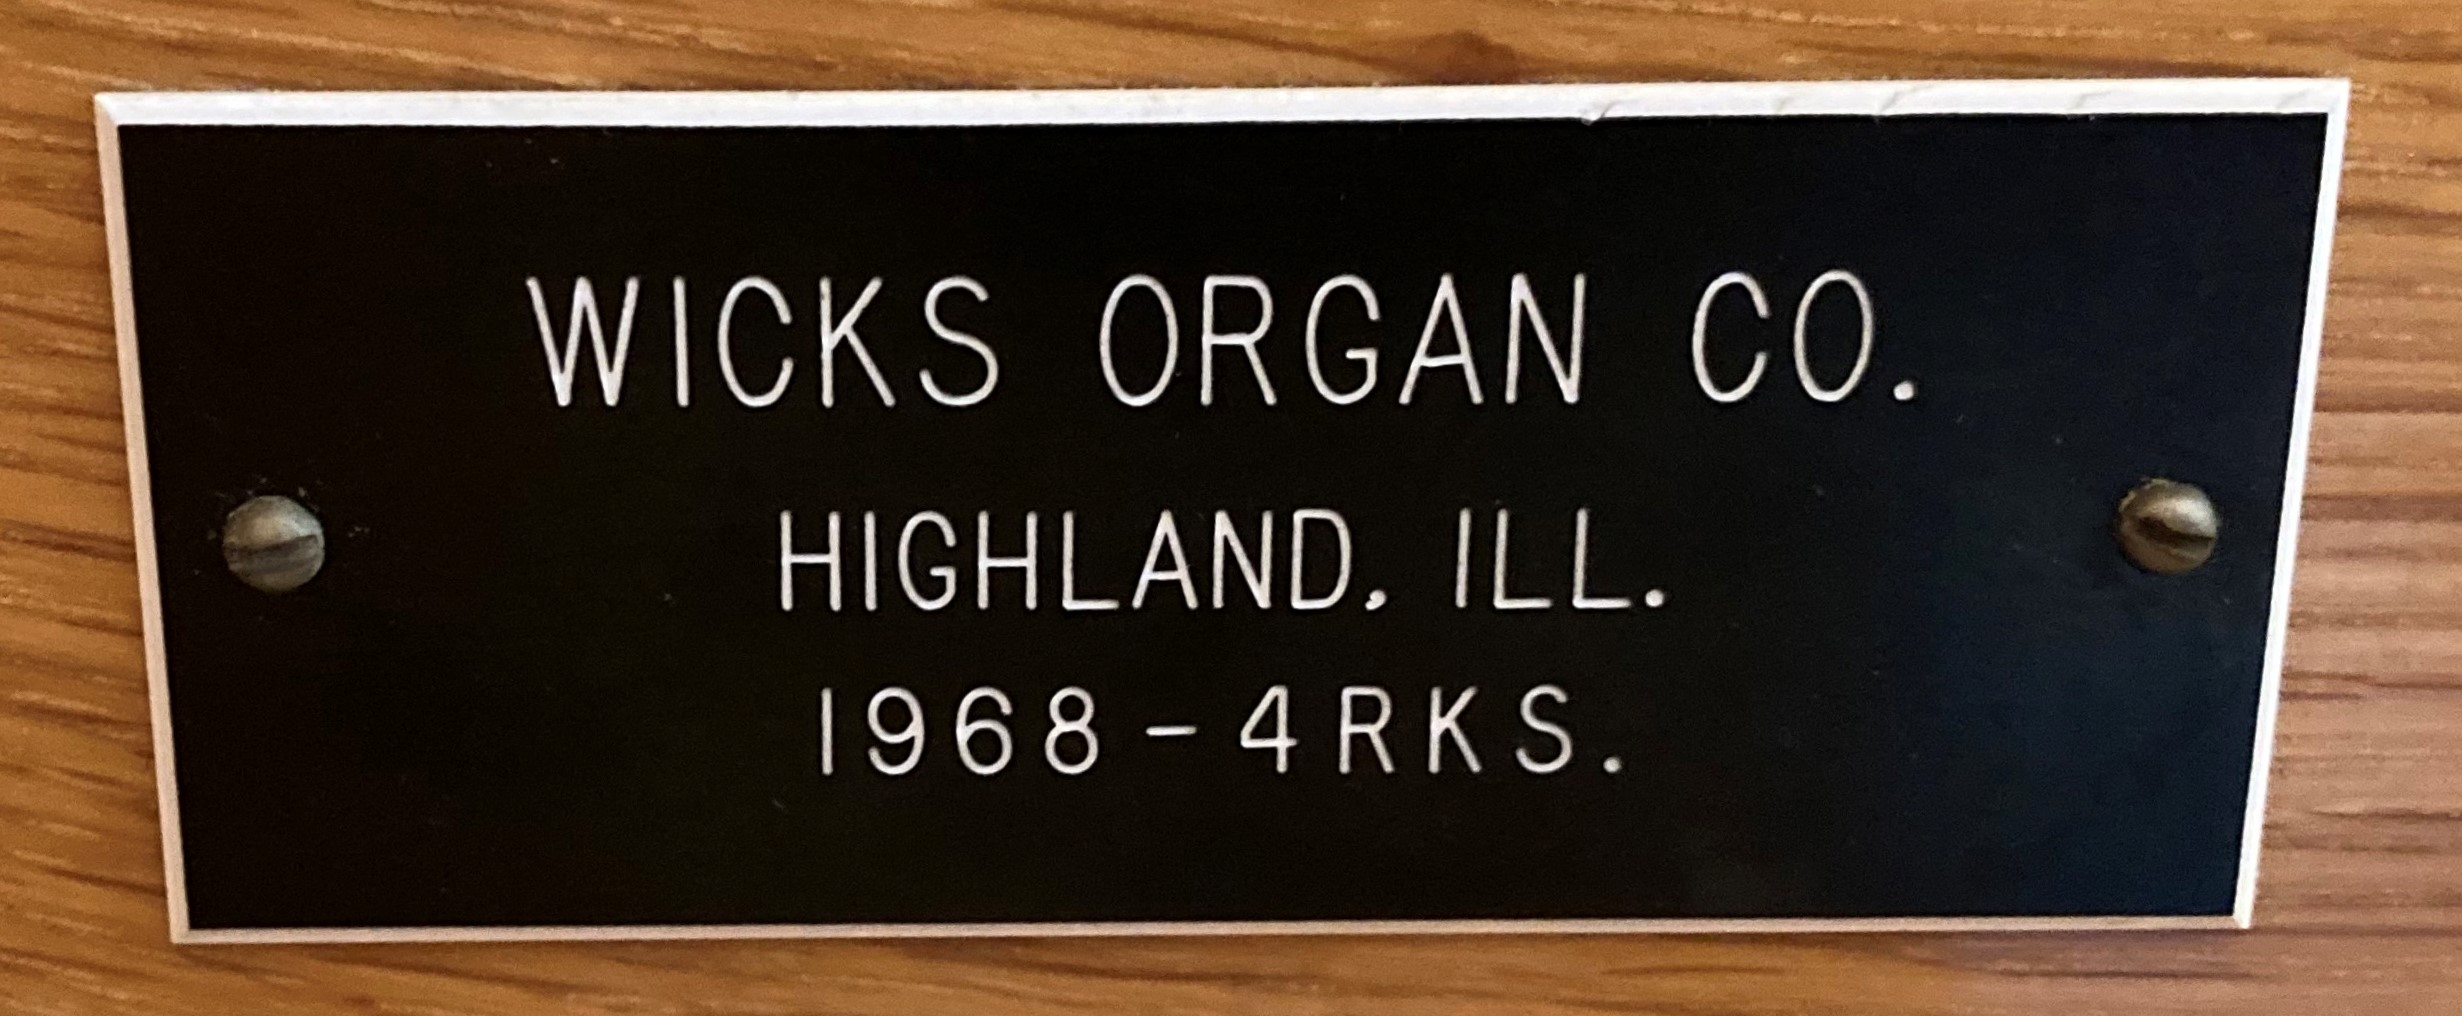 WICKS ORGAN CO.
HIGHLAND, ILL.
1968-4RKS.